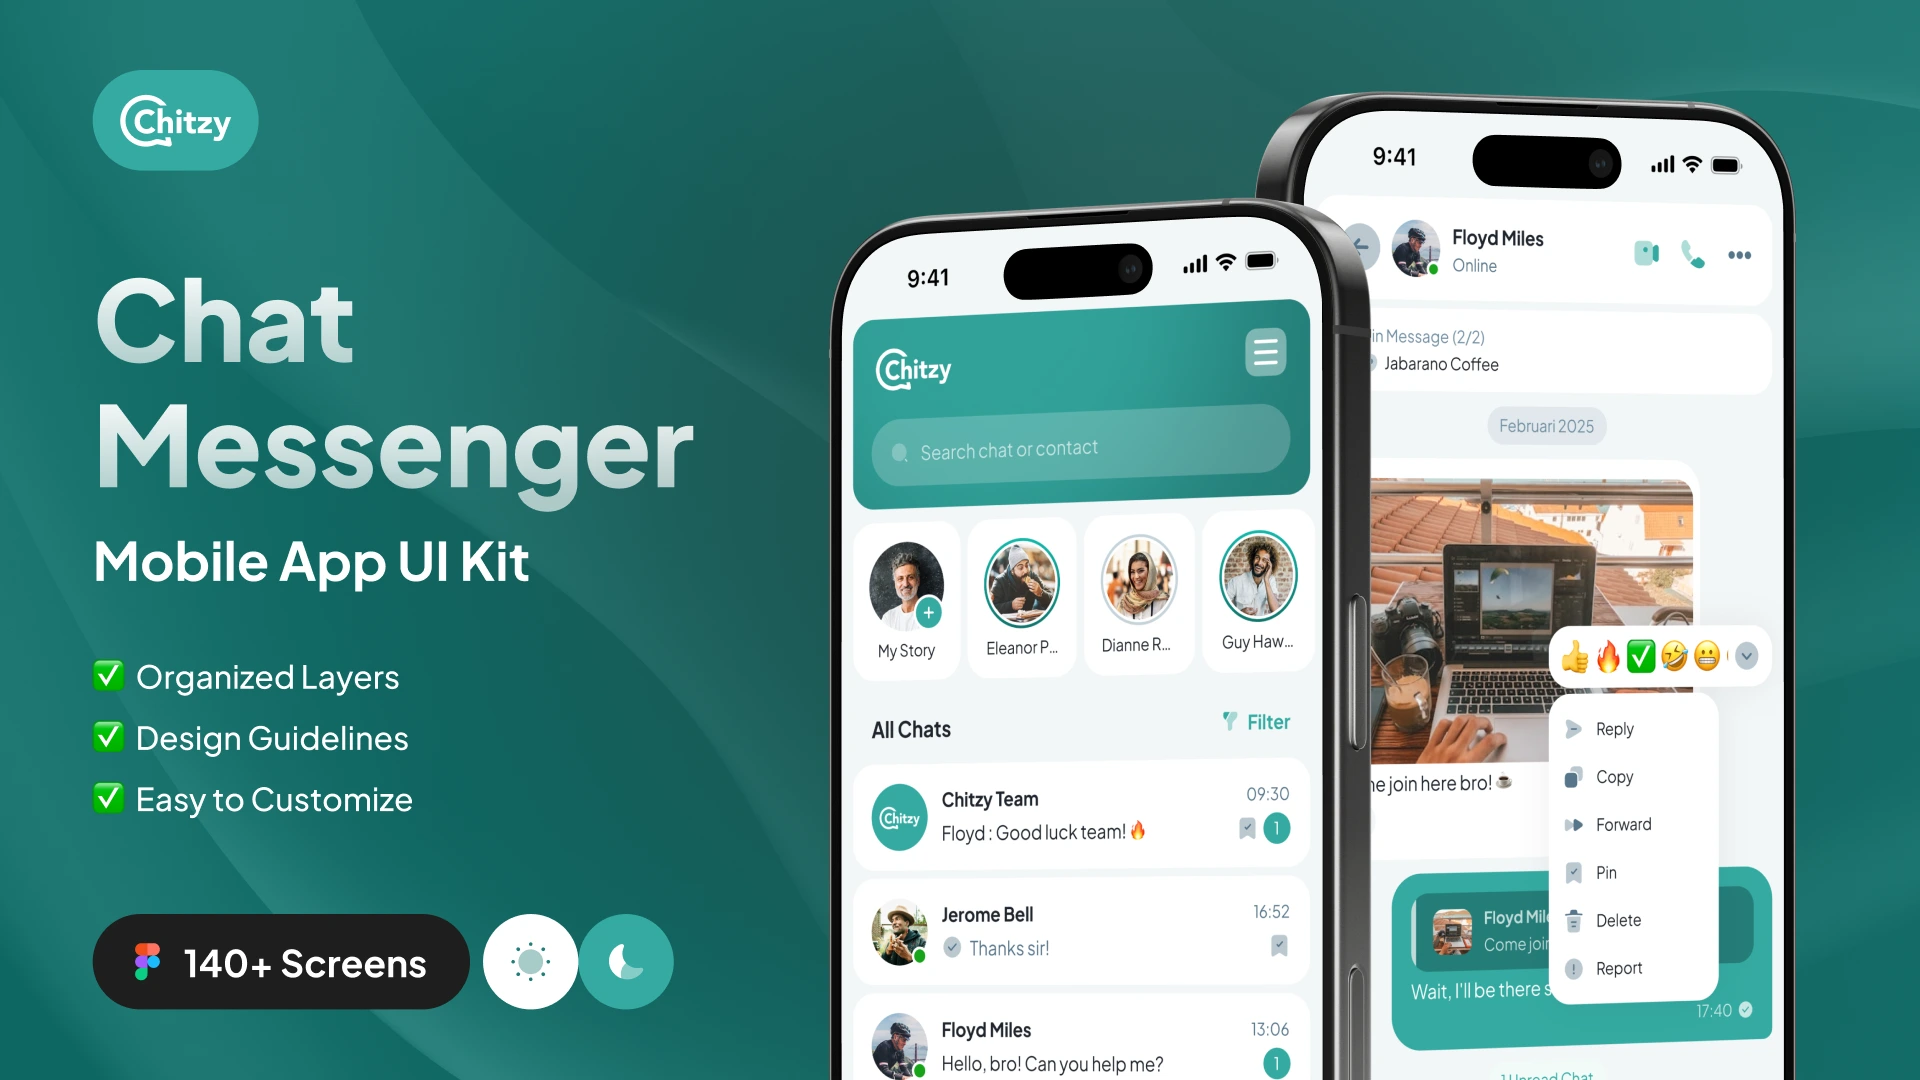 Chitzy
Chat
Messenger
Mobile App UI Kit
Organized Layers
Design Guidelines
Easy to Customize
140+ Screens
9:41
Chitzy
Search chat or contact
My Story
Eleanor P...
Dianne R...
Guy Haw...
All Chats
Filter
Chitzy
Chitzy Team
09:30
Floyd : Good luck team! 🔥
1
Jerome Bell
16:52
Thanks sir!
Floyd Miles
13:06
Hello, bro! Can you help me?
1
9:41
Floyd Miles
Online
in Message (2/2)
Jabarano Coffee
Februari 2025
👍🔥✅🤣😬
join here bro! ☕
Reply
Copy
Forward
Pin
Delete
Report
Floyd Mil
Come join
Wait, I'll be there s
17:40
1 Unread Chat